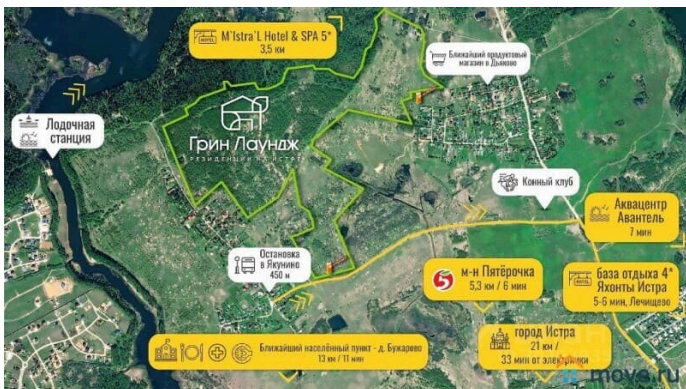 M`Istra`L Hotel & SPA 5*
3,5 км
Ближайший продуктовый
магазин в Дьяково
Лодочная
станция
Грин Лаундж
РЕЗИДЕНЦИИ НА ИСТРЕ
Конный клуб
Аквацентр
Авантель
7 мин
Остановка
в Якунино
450 м
м-н Пятёрочка
5,3 км / 6 мин
база отдыха 4*
Яхонты Истра
5-6 мин, Лечищево
Ближайший населённый пункт - д. Бужарово
13 км / 11 мин
город Истра
21 км /
33 мин от электрички
move.ru